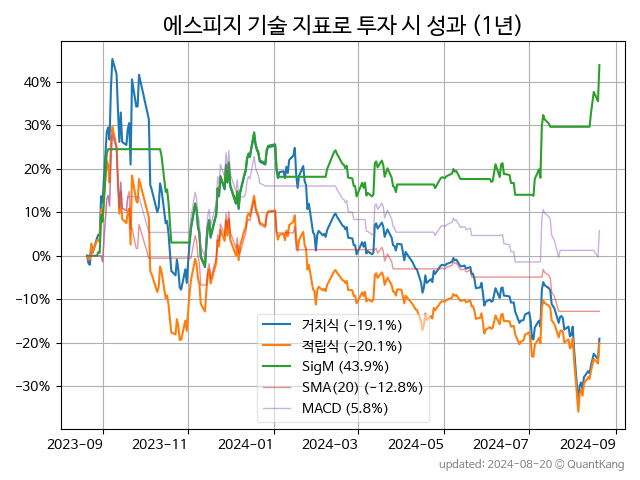 에스피지 기술 지표로 투자 시 성과 (1년)
40%
30%
20%
10%
0%
−10%
−20%
−30%
거치식 (-19.1%)
적립식 (-20.1%)
SigM (43.9%)
SMA(20) (-12.8%)
MACD (5.8%)
2023-09 2023-11 2024-01 2024-03 2024-05 2024-07 2024-09
updated: 2024-08-20 © QuantKang